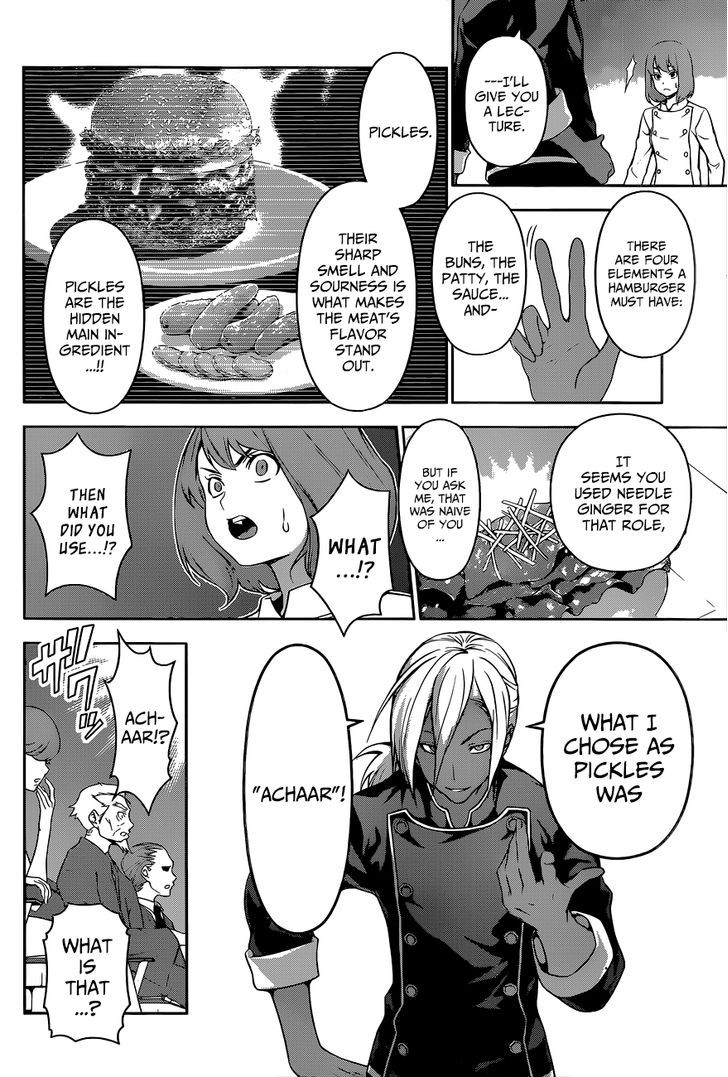 ---I'LL
GIVE YOU
A LEC-
TURE.
THERE ARE
FOUR
ELEMENTS A
HAMBURGER
MUST HAVE:
THE
BUNS, THE
PATTY, THE
SAUCE...
AND-
PICKLES.
THEIR
SHARP
SMELL AND
SOURNESS IS
WHAT MAKES
THE MEAT'S
FLAVOR
STAND
OUT.
PICKLES
ARE THE
HIDDEN
MAIN IN-
GREDIENT
...!!
IT
SEEMS YOU
USED NEEDLE
GINGER FOR
THAT ROLE,
BUT IF
YOU ASK
ME, THAT
WAS NAIVE
OF YOU
...
WHAT
...!?
THEN
WHAT
DID YOU
USE...!?
WHAT I
CHOSE AS
PICKLES
WAS
"ACHAAR"!
ACH-
AAR!?
ザワッ
WHAT
IS
THAT
...?